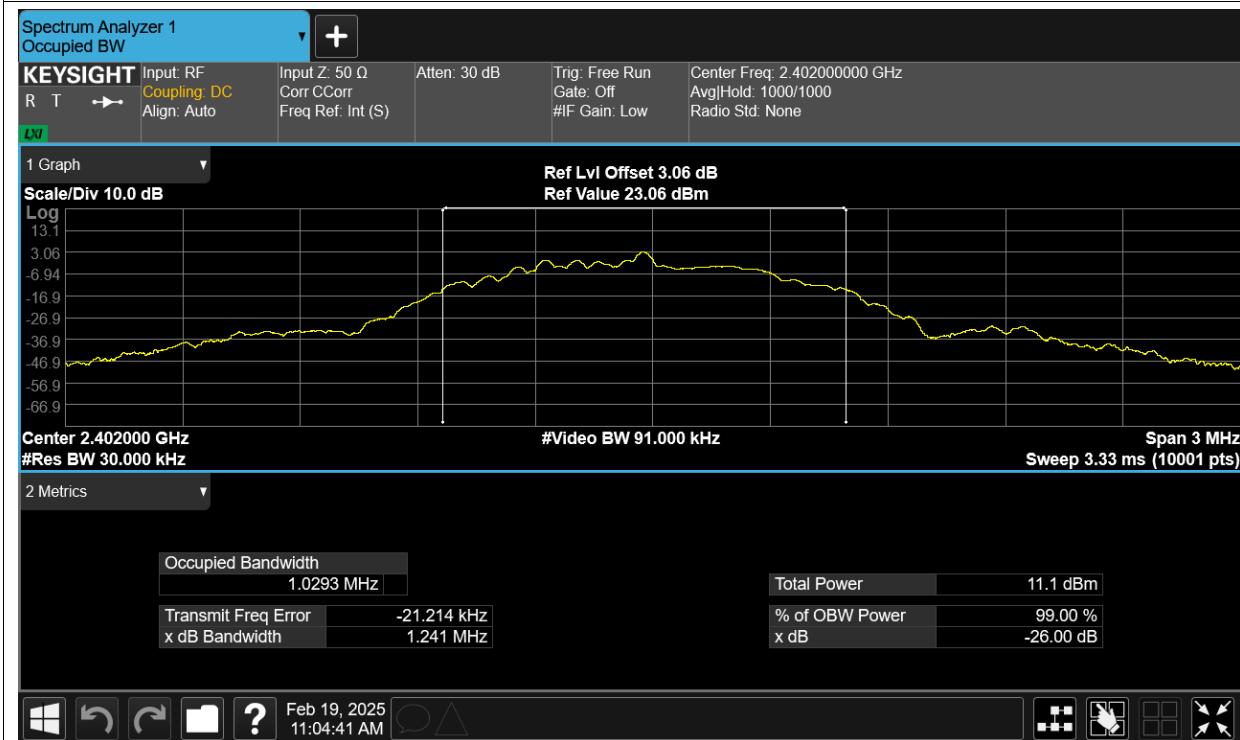 Spectrum Analyzer 1
Occupied BW
+
KEYSIGHT
R T
LXI
Input: RF
Coupling: DC
Align: Auto
Input Z: 50 Ω
Corr CCorr
Freq Ref: Int (S)
Atten: 30 dB
Trig: Free Run
Gate: Off
#IF Gain: Low
Center Freq: 2.402000000 GHz
Avg|Hold: 1000/1000
Radio Std: None
1 Graph
Scale/Div 10.0 dB
Ref Lvl Offset 3.06 dB
Ref Value 23.06 dBm
Log
13.1
3.06
-6.94
-16.9
-26.9
-36.9
-46.9
-56.9
-66.9
Center 2.402000 GHz
#Res BW 30.000 kHz
#Video BW 91.000 kHz
Span 3 MHz
Sweep 3.33 ms (10001 pts)
2 Metrics
Occupied Bandwidth
1.0293 MHz
Transmit Freq Error -21.214 kHz
x dB Bandwidth 1.241 MHz
Total Power 11.1 dBm
% of OBW Power 99.00 %
x dB -26.00 dB
?
Feb 19, 2025
11:04:41 AM